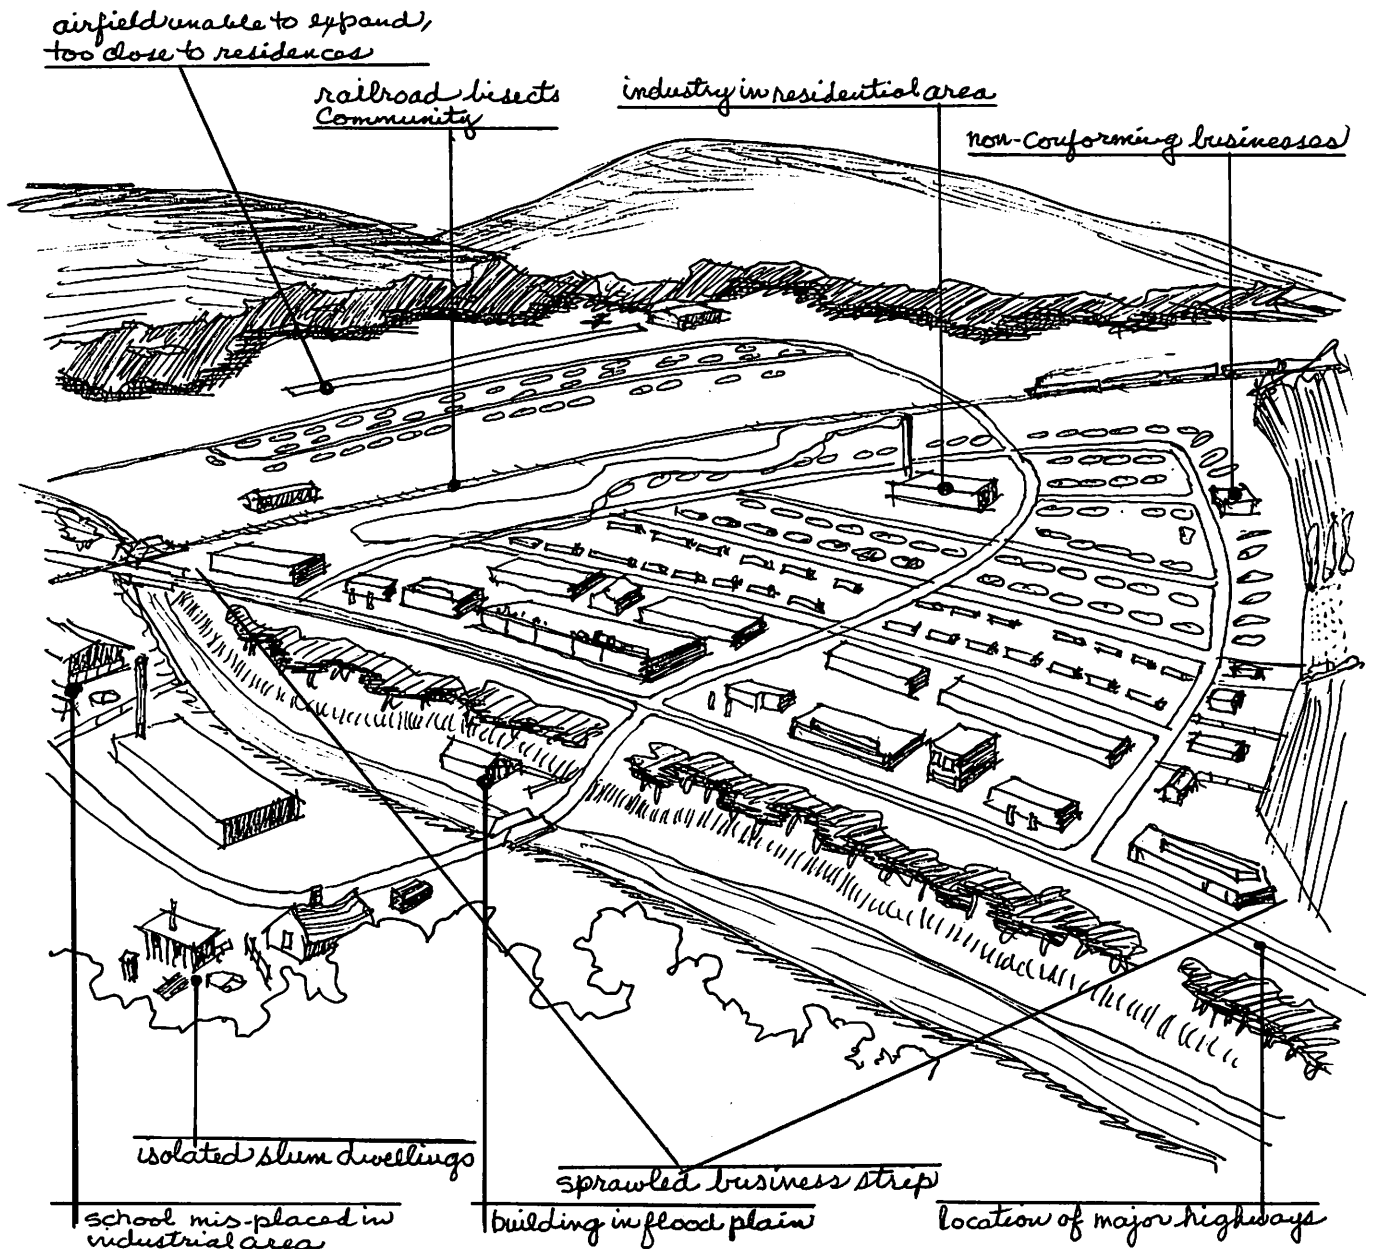 airfield unable to expand,
too close to residences
railroad bisects
Community
industry in residential area
non-conforming businesses
isolated slum dwellings
sprawled business strip
school mis-placed in
industrial area
building in flood plain
location of major highways